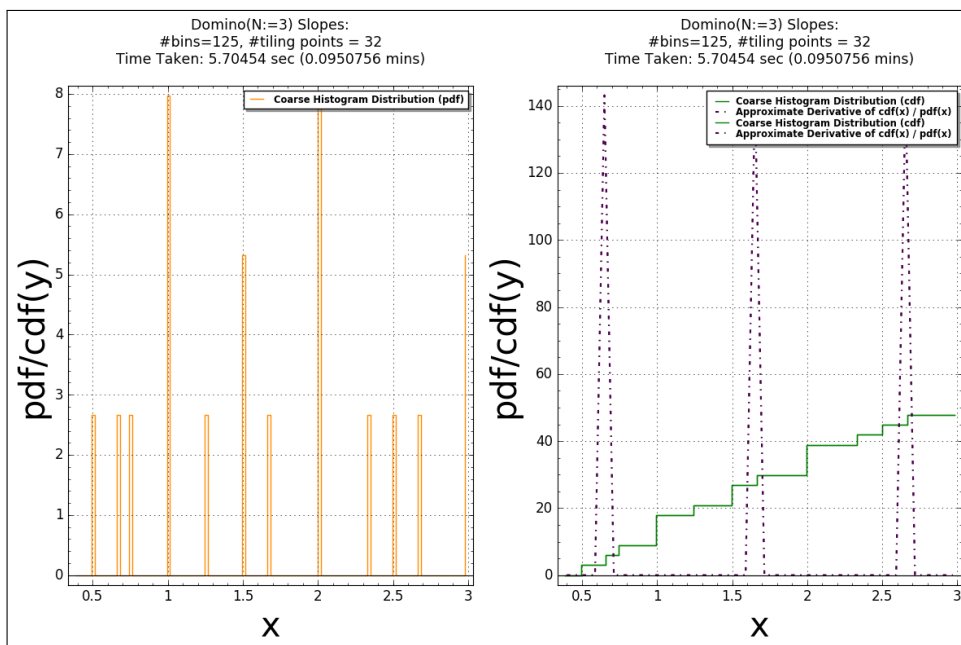 Domino(N:=3) Slopes:
#bins=125, #tiling points = 32
Time Taken: 5.70454 sec (0.0950756 mins)
8
7
6
5
4
3
2
1
0
pdf/cdf(y)
Coarse Histogram Distribution (pdf)
0.5
1
1.5
2
2.5
3
x
Domino(N:=3) Slopes:
#bins=125, #tiling points = 32
Time Taken: 5.70454 sec (0.0950756 mins)
140
120
100
80
60
40
20
0
pdf/cdf(y)
Coarse Histogram Distribution (cdf)
Approximate Derivative of cdf(x) / pdf(x)
Coarse Histogram Distribution (cdf)
Approximate Derivative of cdf(x) / pdf(x)
0.5
1
1.5
2
2.5
3
x